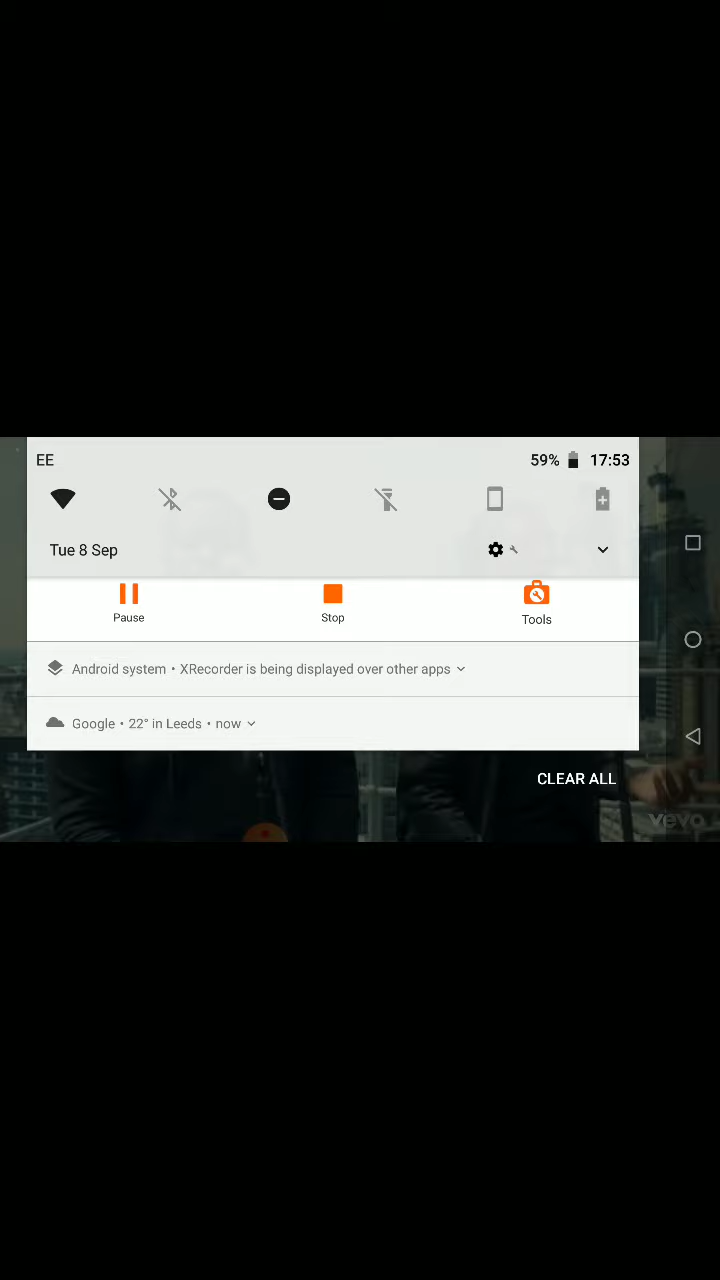 EE
59% 17:53
Tue 8 Sep
Pause Stop Tools
Android system • XRecorder is being displayed over other apps
Google • 22° in Leeds • now
CLEAR ALL
vevo